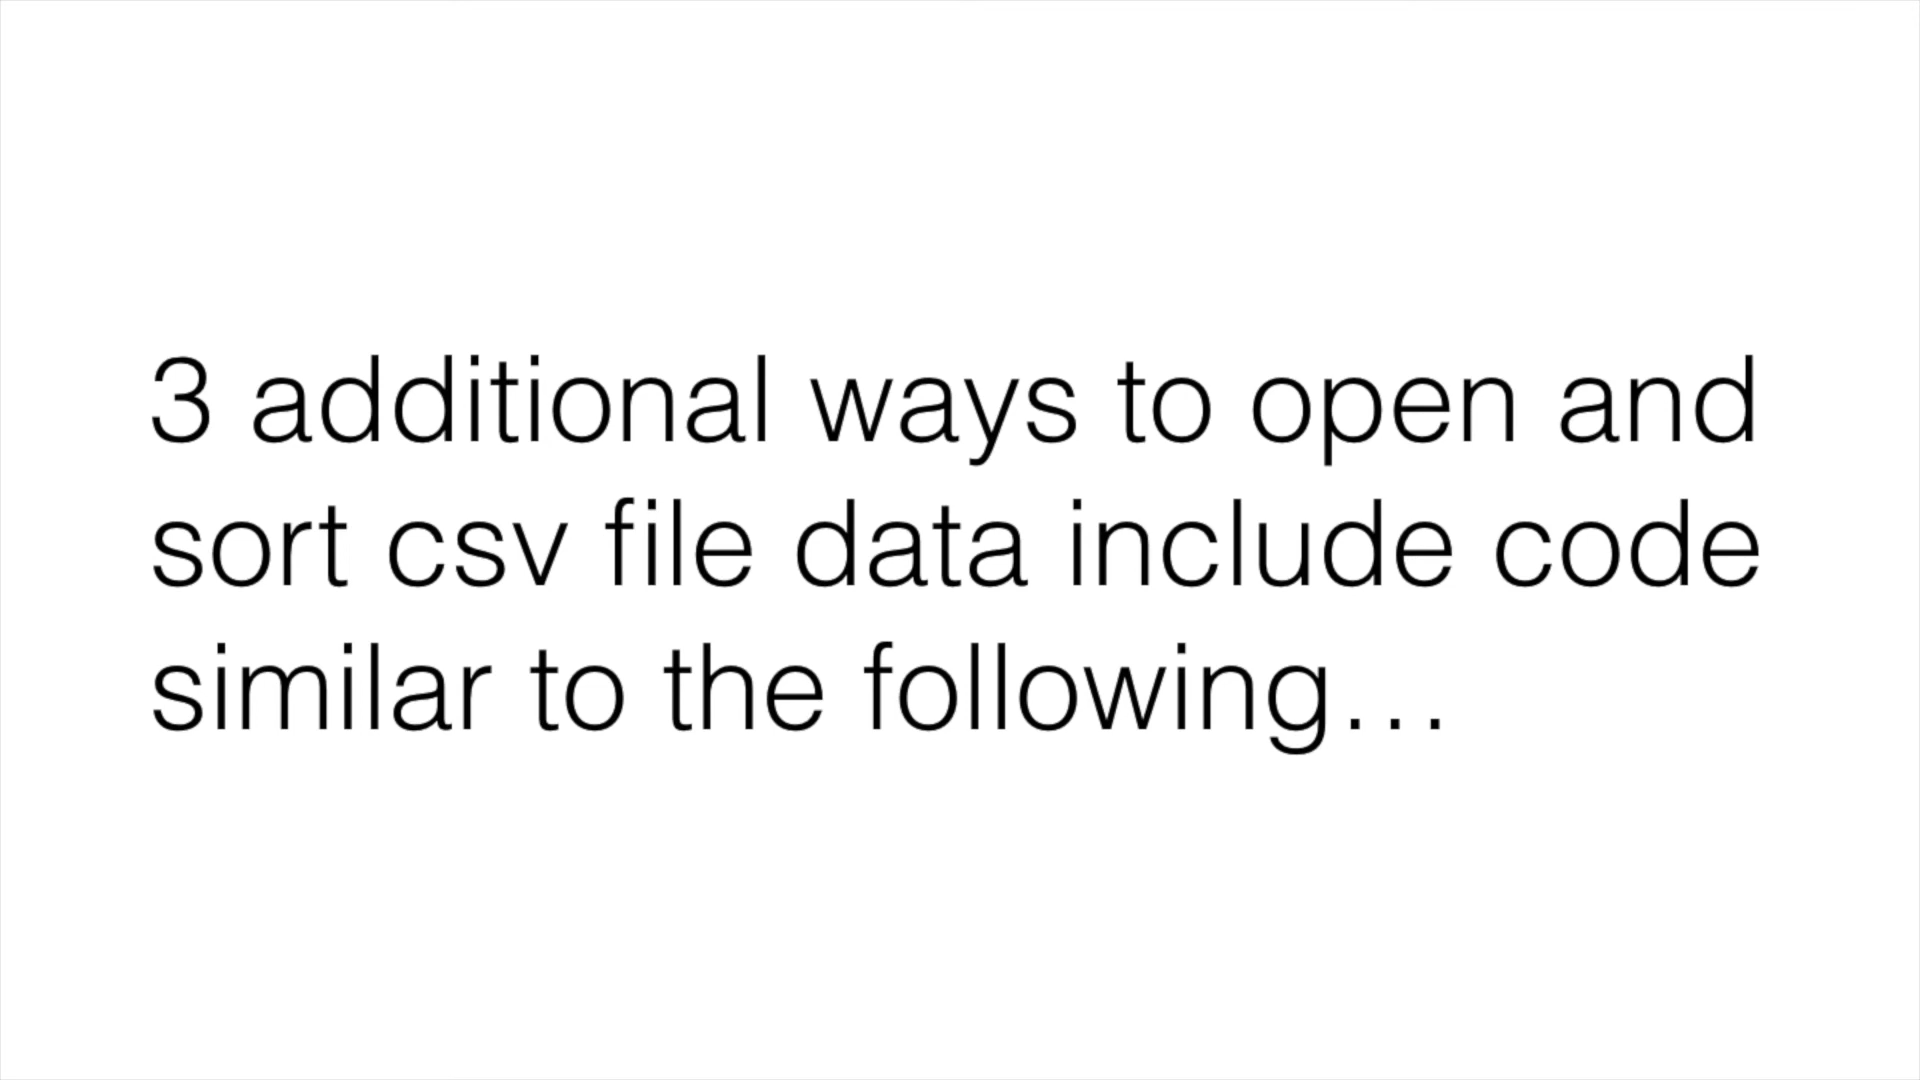 3 additional ways to open and
sort csv file data include code
similar to the following…